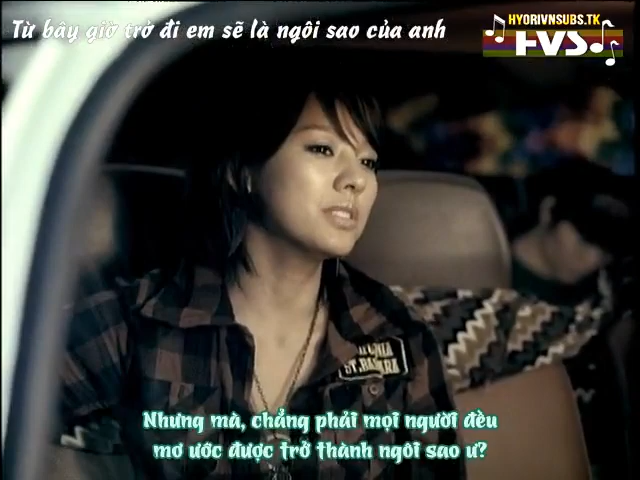 Từ bây giờ trở đi em sẽ là ngôi sao của anh
HYORIVNSUBS.TK
FVS
Nhưng mà, chẳng phải mọi người đều
mơ ước được trở thành ngôi sao ư?